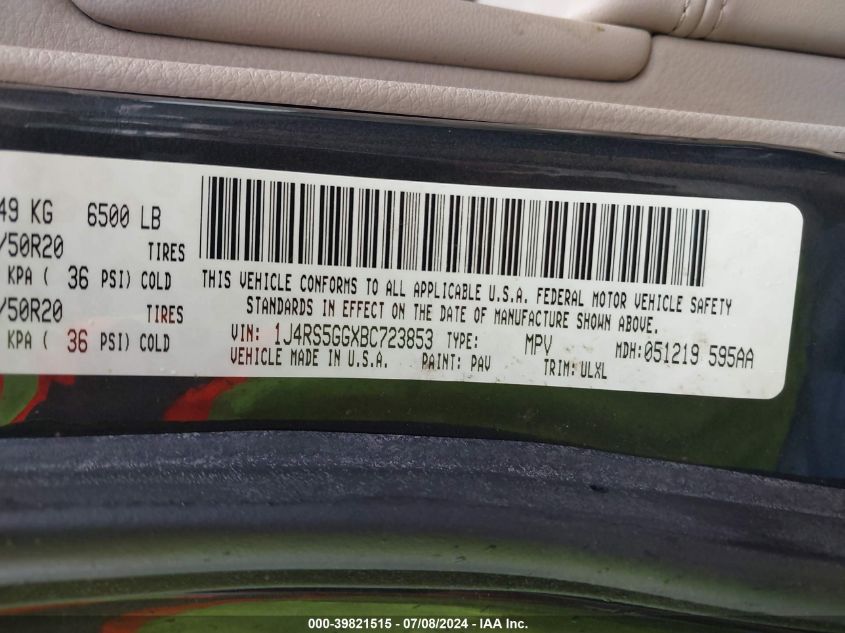 49 KG 6500 LB
/50R20 TIRES
KPA ( 36 PSI) COLD
/50R20 TIRES
KPA ( 36 PSI) COLD
THIS VEHICLE CONFORMS TO ALL APPLICABLE U.S.A. FEDERAL MOTOR VEHICLE SAFETY
STANDARDS IN EFFECT ON THE DATE OF MANUFACTURE SHOWN ABOVE.
VIN: 1J4RS5GGXBC723853 TYPE: MPV MDH:051219 595AA
VEHICLE MADE IN U.S.A. PAINT: PAV TRIM: ULXL
000-39821515 - 07/08/2024 - IAA Inc.